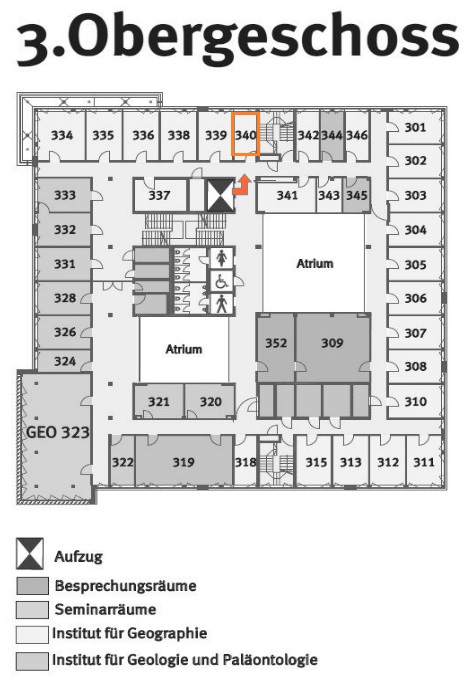 3.Obergeschoss
334 335 336 338 339 340 342 344 346 301
302
333 337 341 343 345 303
332 304
331 Atrium 305
328 306
326 307
Atrium 352 309
324 308
321 320 310
GEO 323
322 319 318 315 313 312 311
Aufzug
Besprechungsräume
Seminarräume
Institut für Geographie
Institut für Geologie und Paläontologie